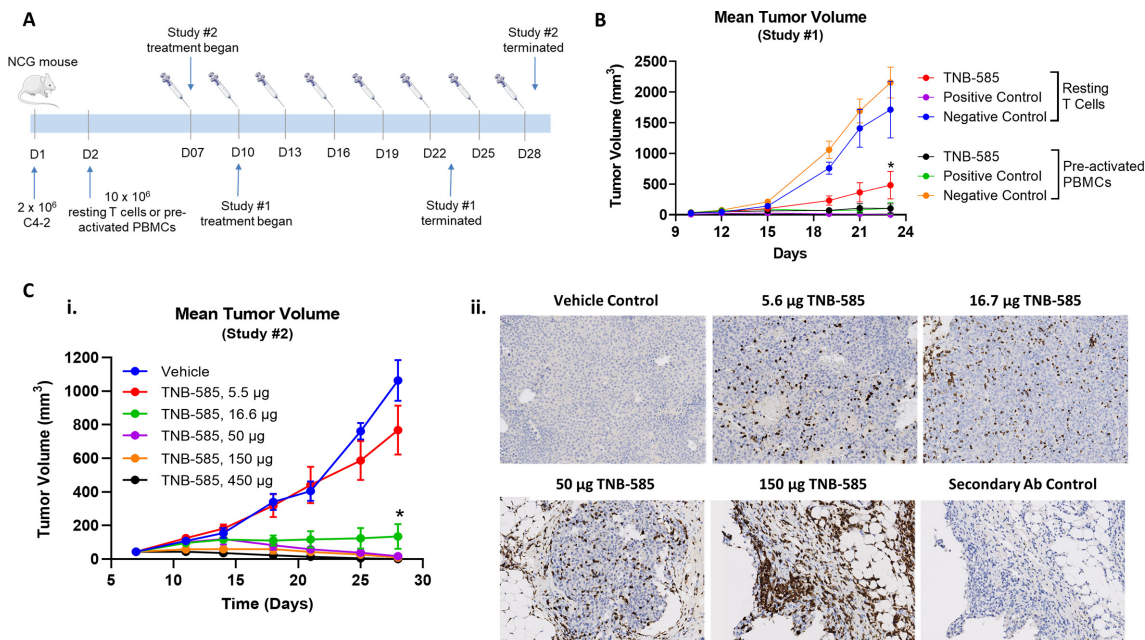 A
Study #2
treatment began
Study #2
terminated
NCG mouse
D1
D2
D07
D10
D13
D16
D19
D22
D25
D28
2 x 10⁶
C4-2
10 x 10⁶
resting T cells or pre-
activated PBMCs
Study #1
treatment began
Study #1
terminated
B
Mean Tumor Volume
(Study #1)
Tumor Volume (mm³)
2500
2000
1500
1000
500
0
9
12
15
18
21
24
Days
*
TNB-585
Positive Control
Negative Control
Resting
T Cells
TNB-585
Positive Control
Negative Control
Pre-activated
PBMCs
C
i.
Mean Tumor Volume
(Study #2)
Tumor Volume (mm³)
1200
1000
800
600
400
200
0
5
10
15
20
25
30
Time (Days)
Vehicle
TNB-585, 5.5 µg
TNB-585, 16.6 µg
TNB-585, 50 µg
TNB-585, 150 µg
TNB-585, 450 µg
*
ii.
Vehicle Control
5.6 µg TNB-585
16.7 µg TNB-585
50 µg TNB-585
150 µg TNB-585
Secondary Ab Control